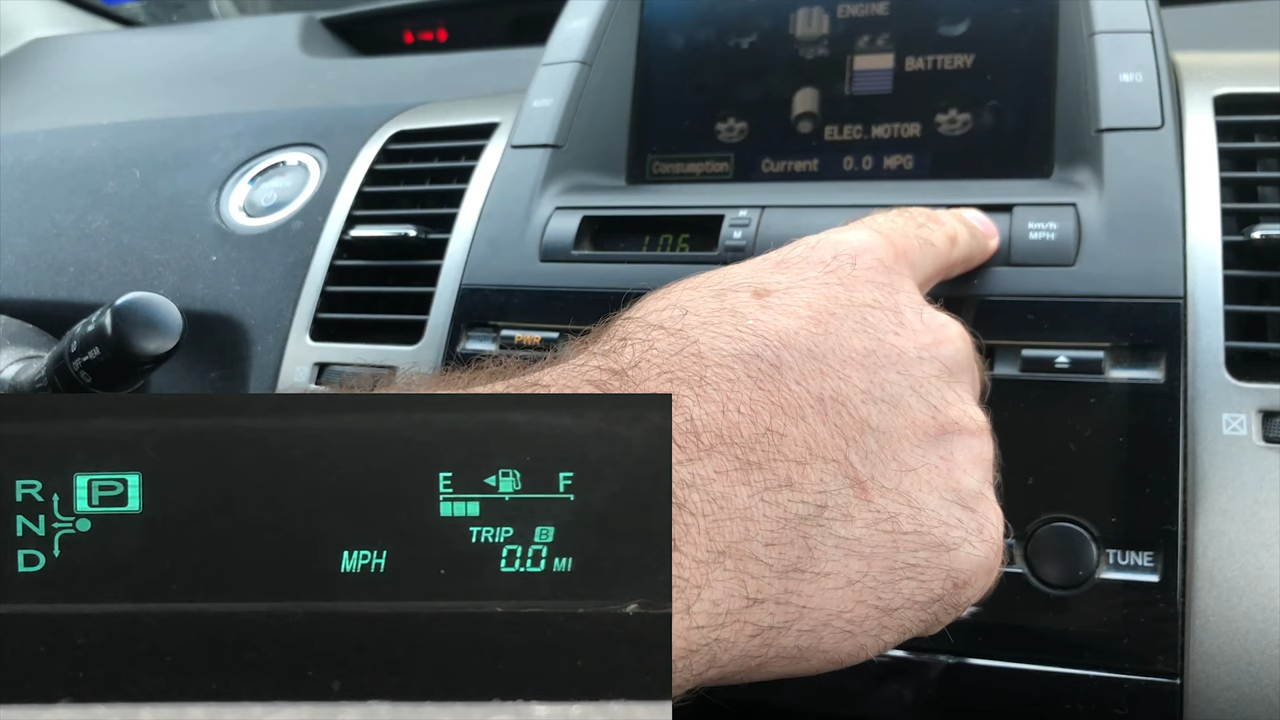 ENGINE
BATTERY
INFO
AUDIO
ELEC.MOTOR
Consumption Current 0.0 MPG
H
M
106
km/h
MPH
PWR
TUNE
R P
N
D
E F
TRIP B
MPH 0.0 MI